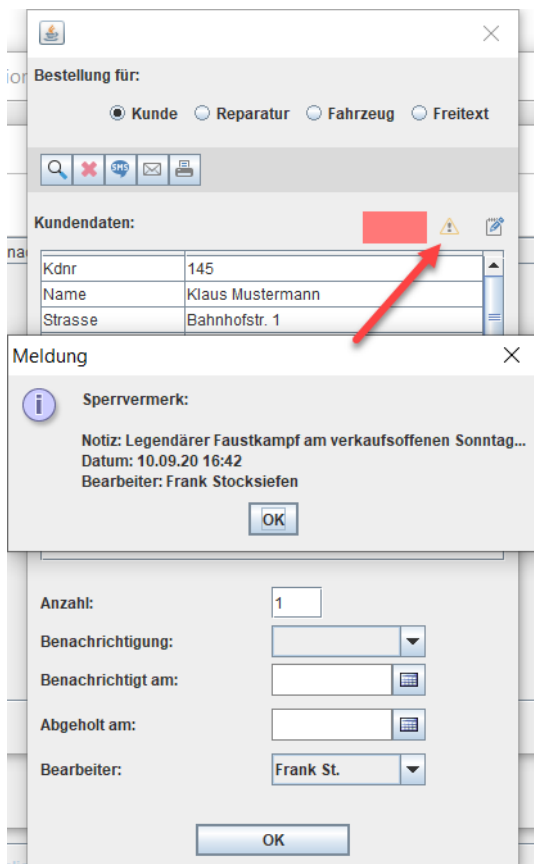 Bestellung für:
Kunde Reparatur Fahrzeug Freitext
SMS
Kundendaten:
Kdnr 145
Name Klaus Mustermann
Strasse Bahnhofstr. 1
Meldung
Sperrvermerk:
Notiz: Legendärer Faustkampf am verkaufsoffenen Sonntag...
Datum: 10.09.20 16:42
Bearbeiter: Frank Stocksiefen
OK
Anzahl: 1
Benachrichtigung:
Benachrichtigt am:
Abgeholt am:
Bearbeiter: Frank St.
OK